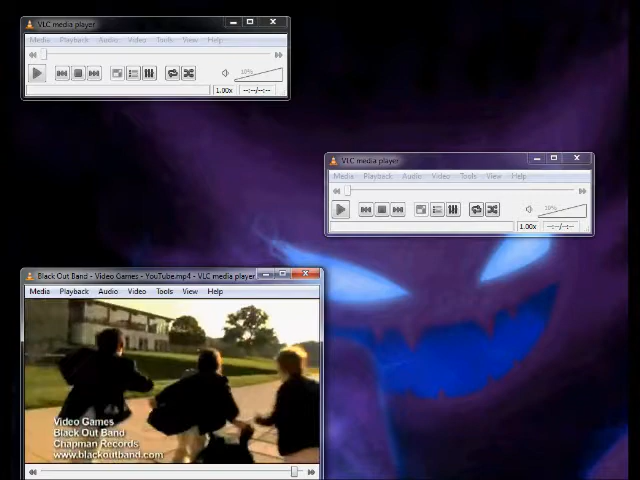 VLC media player
Media Playback Audio Video Tools View Help
10%
1.00x --:--/--:--
VLC media player
Media Playback Audio Video Tools View Help
10%
1.00x --:--/--:--
Black Out Band - Video Games - YouTube.mp4 - VLC media player
Media Playback Audio Video Tools View Help
Video Games
Black Out Band
Chapman Records
www.blackoutband.com